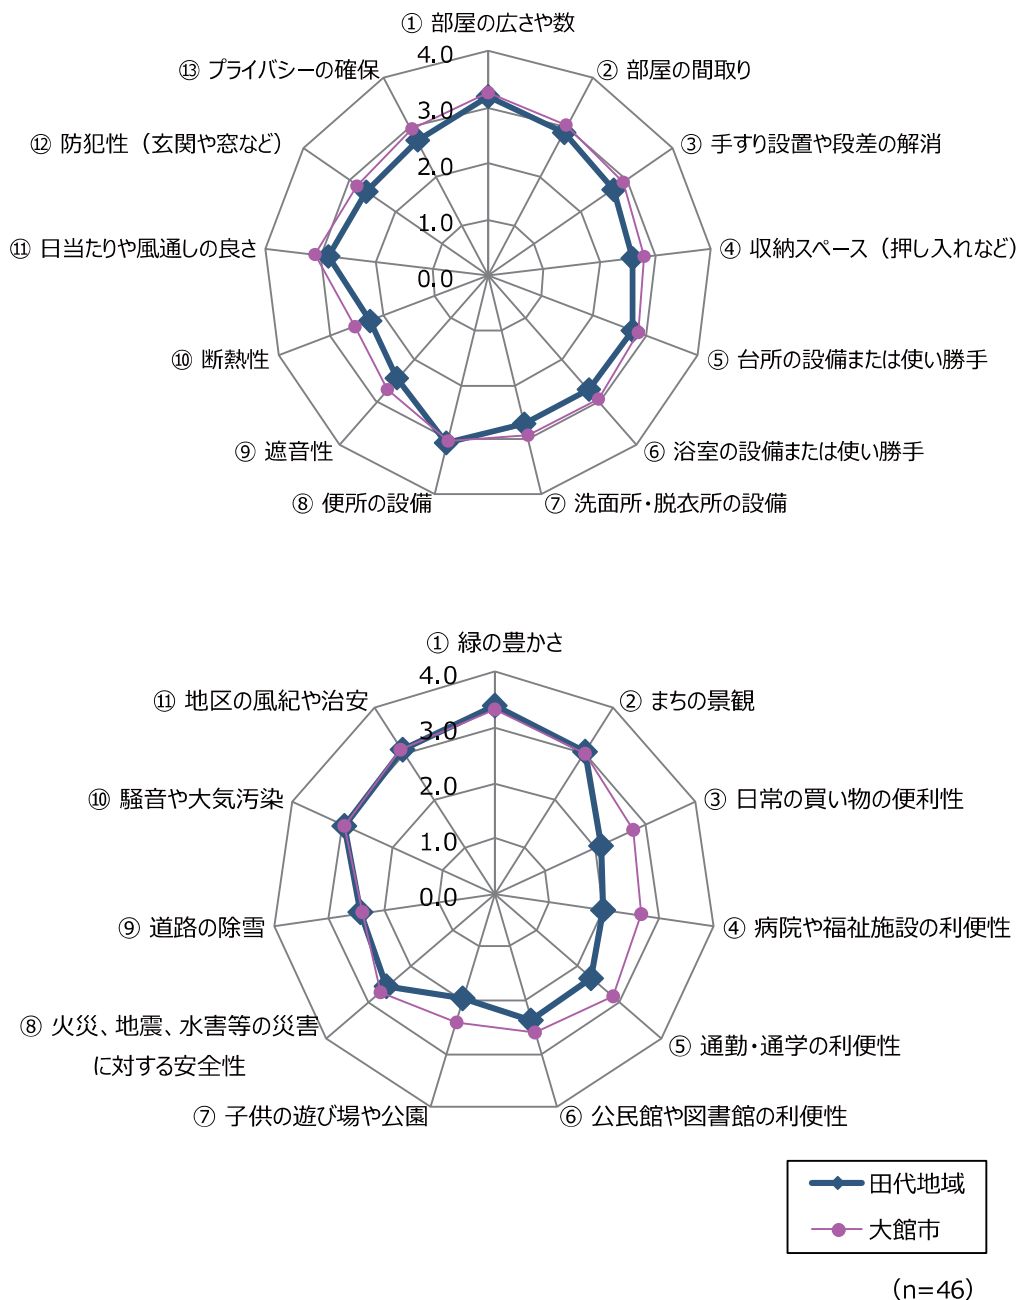 ① 部屋の広さや数
② 部屋の間取り
③ 手すり設置や段差の解消
④ 収納スペース（押し入れなど）
⑤ 台所の設備または使い勝手
⑥ 浴室の設備または使い勝手
⑦ 洗面所・脱衣所の設備
⑧ 便所の設備
⑨ 遮音性
⑩ 断熱性
⑪ 日当たりや風通しの良さ
⑫ 防犯性（玄関や窓など）
⑬ プライバシーの確保
4.0
3.0
2.0
1.0
0.0
① 緑の豊かさ
② まちの景観
③ 日常の買い物の便利性
④ 病院や福祉施設の利便性
⑤ 通勤・通学の利便性
⑥ 公民館や図書館の利便性
⑦ 子供の遊び場や公園
⑧ 火災、地震、水害等の災害
に対する安全性
⑨ 道路の除雪
⑩ 騒音や大気汚染
⑪ 地区の風紀や治安
4.0
3.0
2.0
1.0
0.0
田代地域
大館市
（n=46）